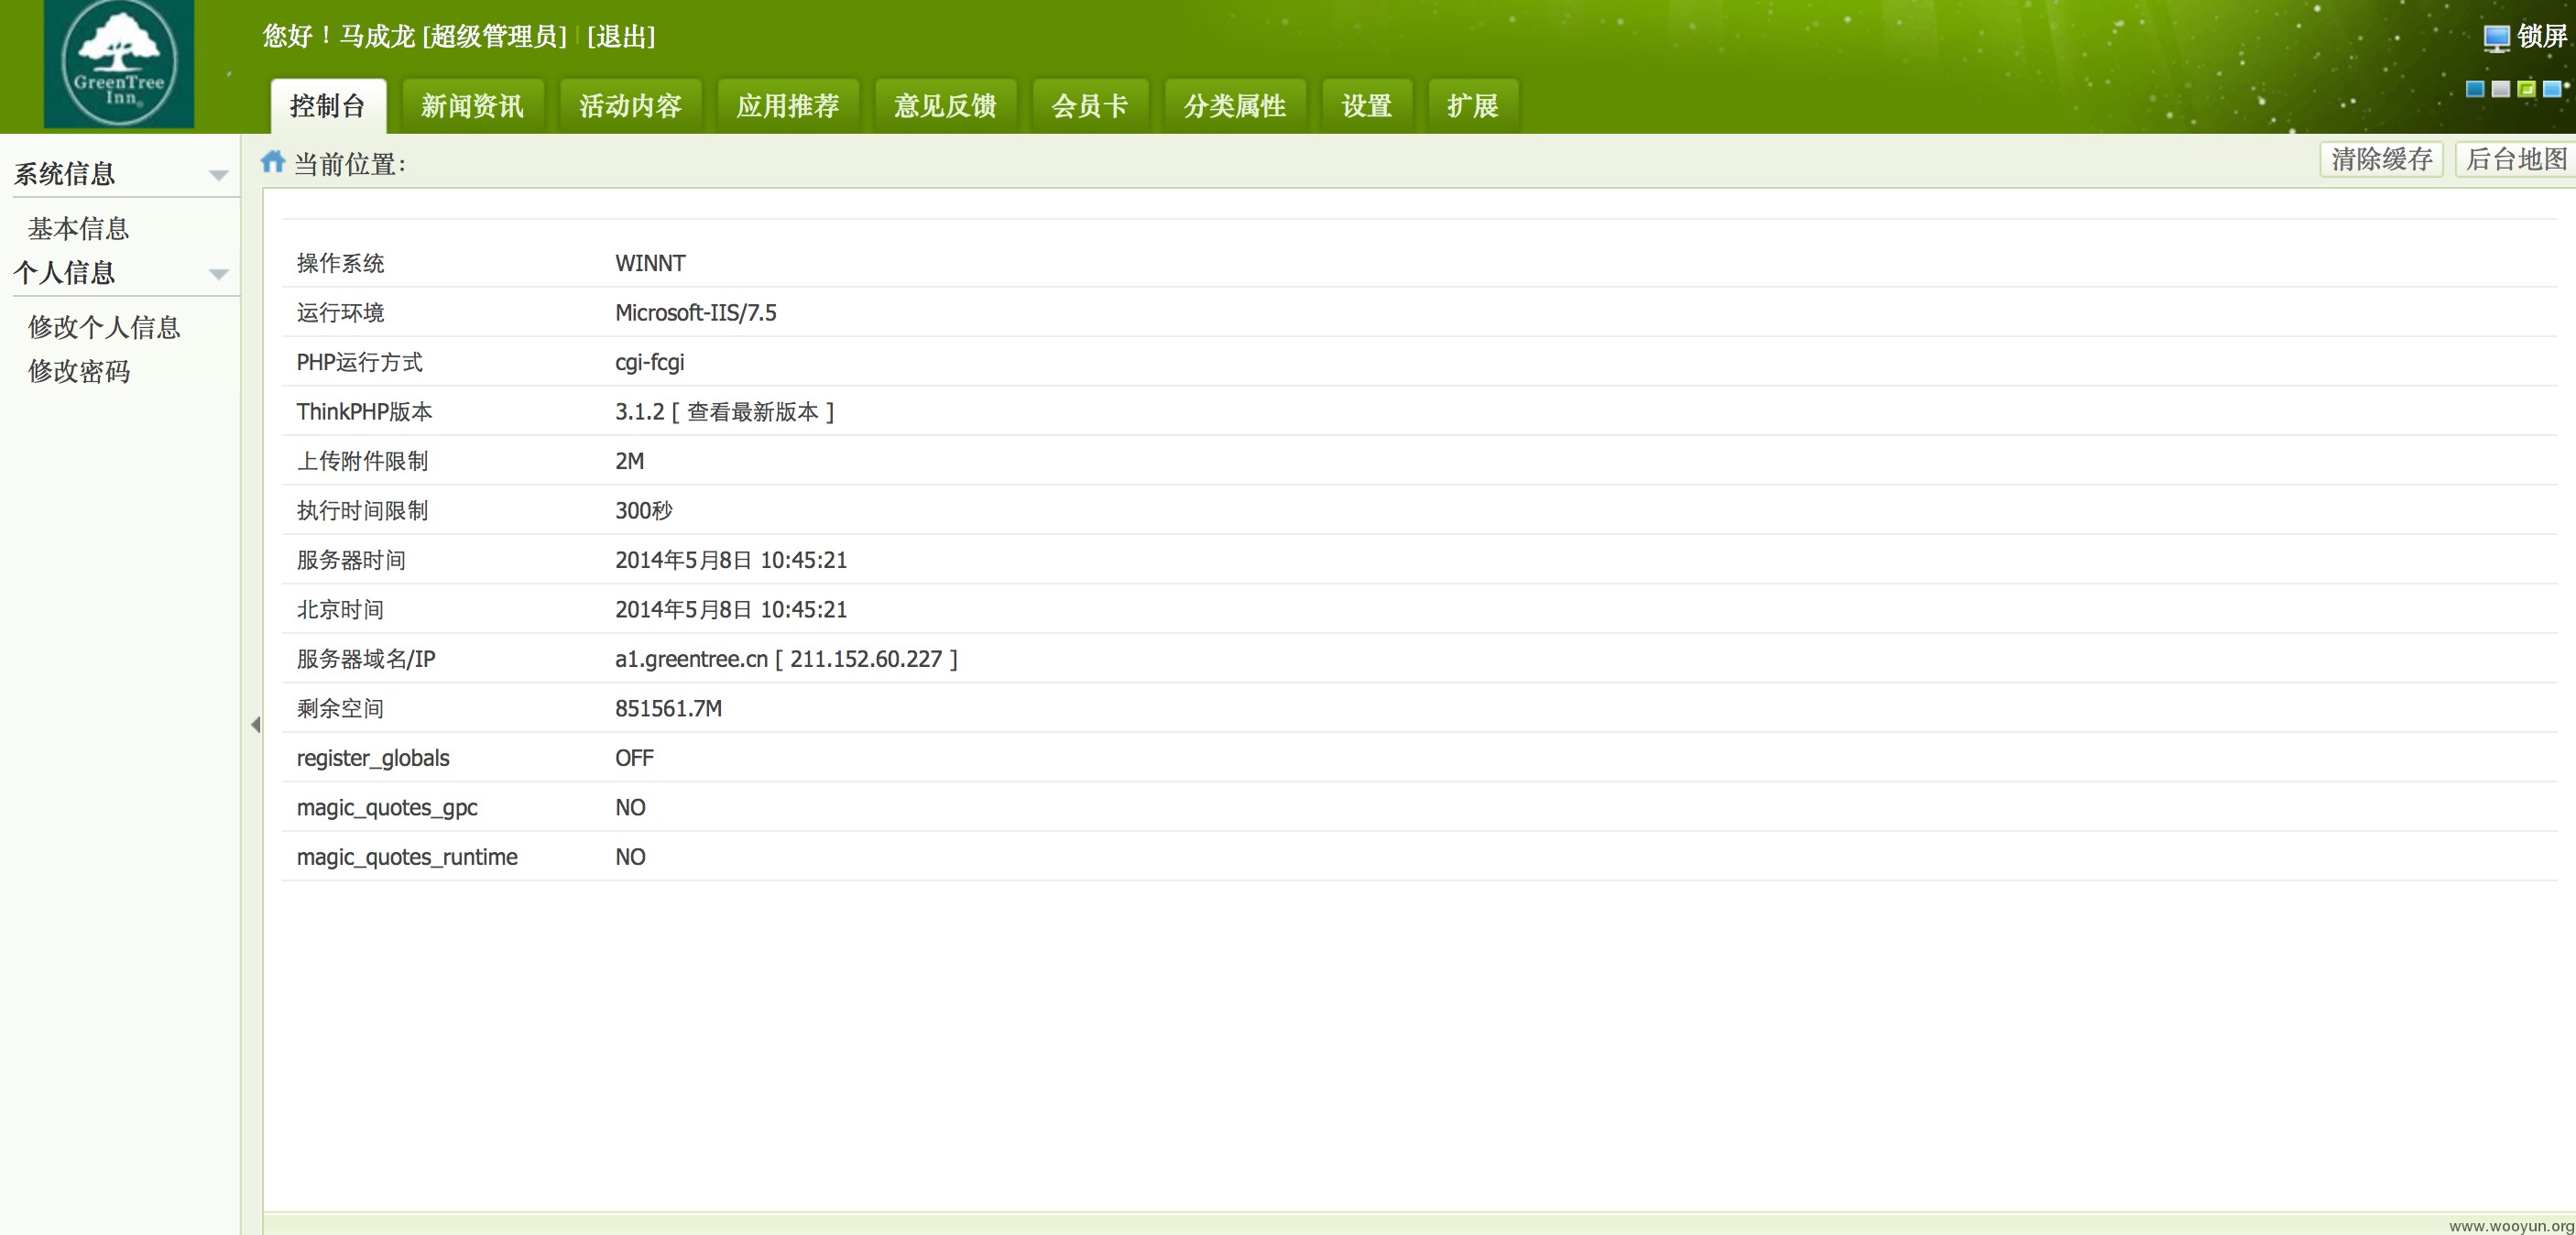 GreenTree
Inn
您好！马成龙 [超级管理员] | [退出]
锁屏
控制台 新闻资讯 活动内容 应用推荐 意见反馈 会员卡 分类属性 设置 扩展
系统信息
基本信息
个人信息
修改个人信息
修改密码
当前位置：
清除缓存 后台地图
操作系统 WINNT
运行环境 Microsoft-IIS/7.5
PHP运行方式 cgi-fcgi
ThinkPHP版本 3.1.2 [ 查看最新版本 ]
上传附件限制 2M
执行时间限制 300秒
服务器时间 2014年5月8日 10:45:21
北京时间 2014年5月8日 10:45:21
服务器域名/IP a1.greentree.cn [ 211.152.60.227 ]
剩余空间 851561.7M
register_globals OFF
magic_quotes_gpc NO
magic_quotes_runtime NO
www.wooyun.org